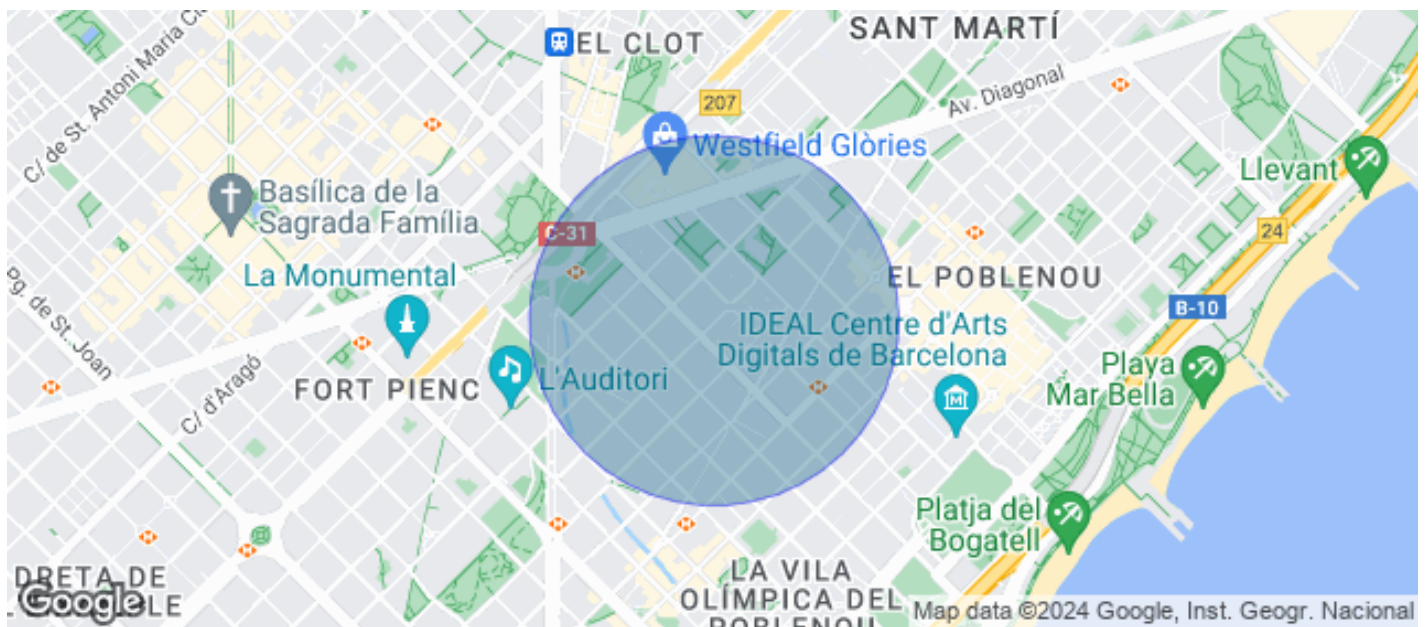 SANT MARTÍ
EL CLOT
C/ de St. Antoni Maria Cl
207
Av. Diagonal
Westfield Glòries
Llevant
Basílica de la
Sagrada Família
C-31
24
La Monumental
EL POBLENOU
B-10
Pg. de St. Joan
IDEAL Centre d'Arts
Digitals de Barcelona
FORT PIENC
L'Auditori
Playa
Mar Bella
C/ d'Aragó
Platja del
Bogatell
DRETA DE
Google
LA VILA
OLÍMPICA DEL
POBLENOU
Map data ©2024 Google, Inst. Geogr. Nacional